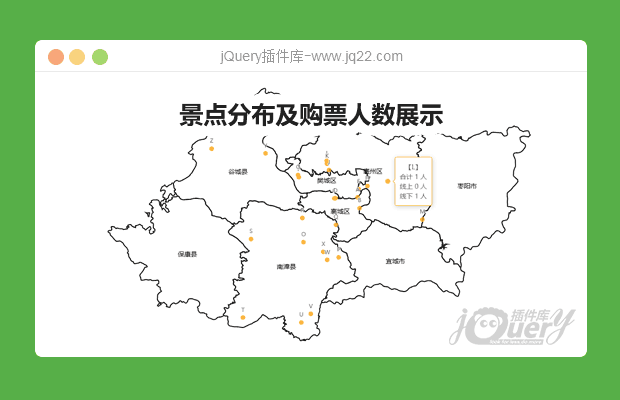 jQuery插件库-www.jq22.com
景点分布及购票人数展示
Z
谷城县
樊城区
襄州区
枣阳市
【L】
合计 1 人
线上 0 人
线下 1 人
襄城区
M
S
O
X
W
保康县
南漳县
宜城市
T
U
V
jQuery
插件库